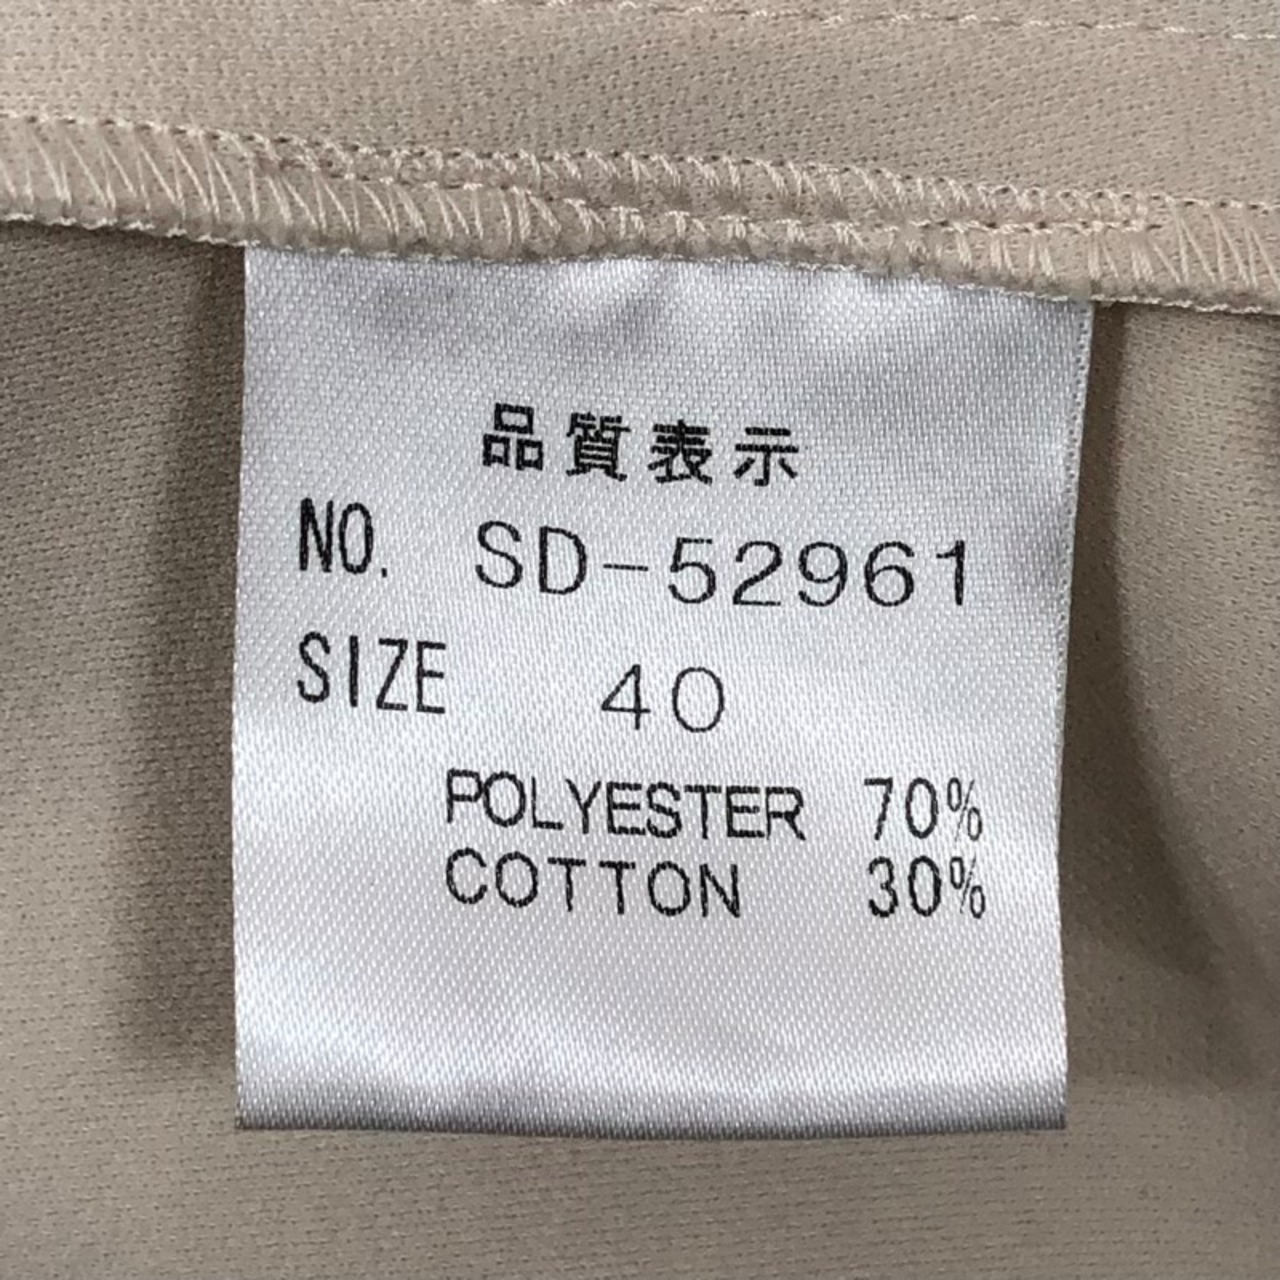 品質表示
NO. SD-52961
SIZE 40
POLYESTER 70%
COTTON 30%